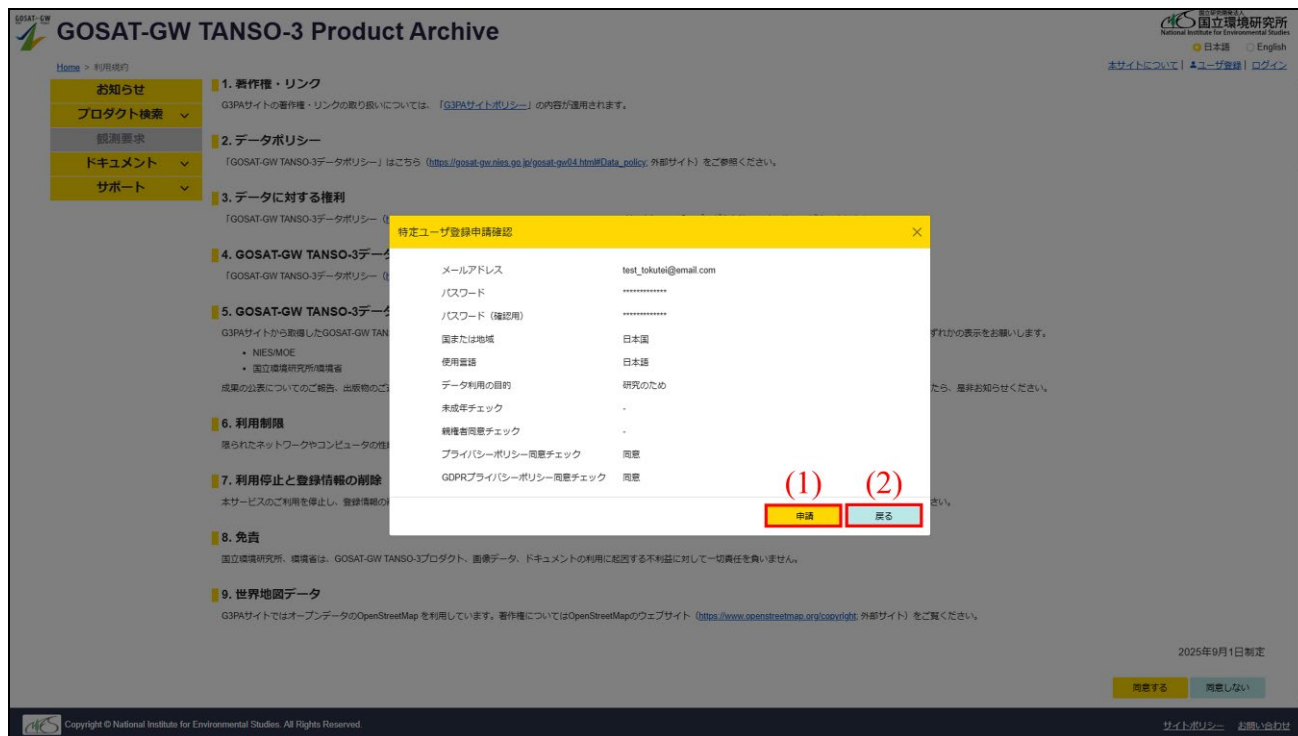 GOSAT-GW
GOSAT-GW TANSO-3 Product Archive
国立研究開発法人
国立環境研究所
National Institute for Environmental Studies
日本語 English
Home > 利用規約
本サイトについて | ユーザ登録 | ログイン
お知らせ
プロダクト検索
観測要求
ドキュメント
サポート
1. 著作権・リンク
G3PAサイトの著作権・リンクの取り扱いについては、「G3PAサイトポリシー」の内容が適用されます。
2. データポリシー
「GOSAT-GW TANSO-3データポリシー」はこちら（https://gosat-gw.nies.go.jp/gosat-gw04.html#Data_policy; 外部サイト）をご参照ください。
3. データに対する権利
「GOSAT-GW TANSO-3データポリシー（
4. GOSAT-GW TANSO-3データ
「GOSAT-GW TANSO-3データポリシー（
5. GOSAT-GW TANSO-3データ
G3PAサイトから取得したGOSAT-GW TAN
ずれかの表示をお願いします。
• NIES/MOE
• 国立環境研究所/環境省
成果の公表についてのご報告、出版物のご
たら、是非お知らせください。
6. 利用制限
限られたネットワークやコンピュータの性
7. 利用停止と登録情報の削除
本サービスのご利用を停止し、登録情報の
さい。
8. 免責
国立環境研究所、環境省は、GOSAT-GW TANSO-3プロダクト、画像データ、ドキュメントの利用に起因する不利益に対して一切責任を負いません。
9. 世界地図データ
G3PAサイトではオープンデータのOpenStreetMap を利用しています。著作権についてはOpenStreetMapのウェブサイト（https://www.openstreetmap.org/copyright; 外部サイト）をご覧ください。
特定ユーザ登録申請確認
メールアドレス test_tokutei@email.com
パスワード *************
パスワード（確認用） *************
国または地域 日本国
使用言語 日本語
データ利用の目的 研究のため
未成年チェック -
親権者同意チェック -
プライバシーポリシー同意チェック 同意
GDPRプライバシーポリシー同意チェック 同意
(1) (2)
申請 戻る
2025年9月1日制定
同意する 同意しない
Copyright © National Institute for Environmental Studies. All Rights Reserved.
サイトポリシー お問い合わせ